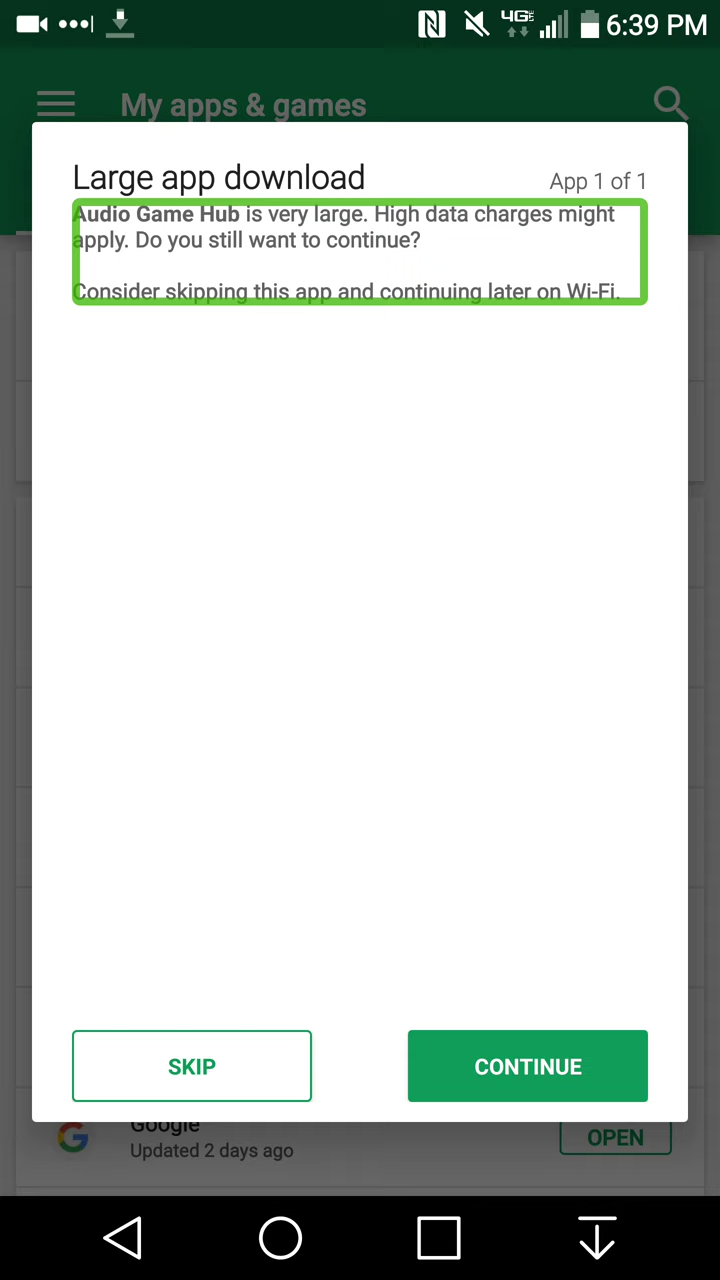 4G LTE 6:39 PM
My apps & games
Large app download
App 1 of 1
Audio Game Hub is very large. High data charges might
apply. Do you still want to continue?
Consider skipping this app and continuing later on Wi-Fi.
SKIP
CONTINUE
Google
Updated 2 days ago
OPEN